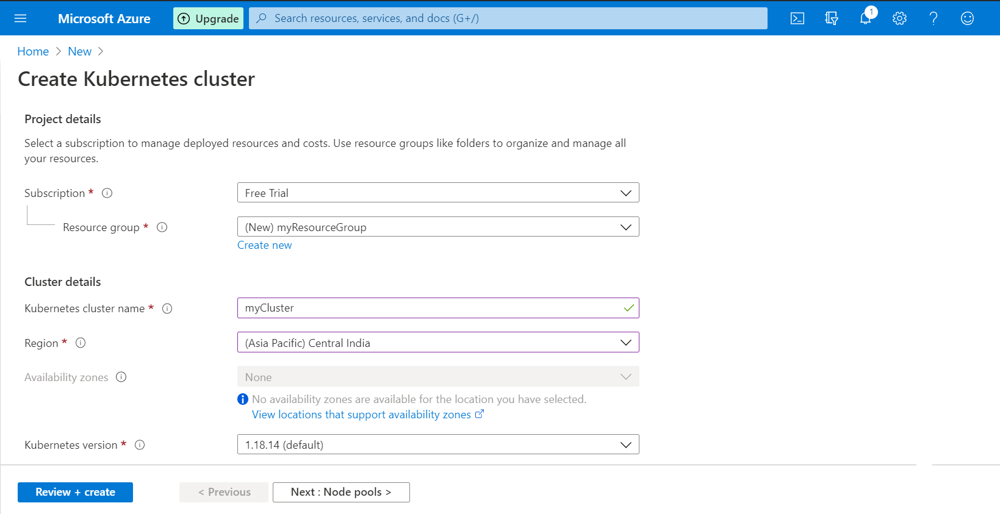 Microsoft Azure
Upgrade
Search resources, services, and docs (G+/)
1
Home > New >
Create Kubernetes cluster
Project details
Select a subscription to manage deployed resources and costs. Use resource groups like folders to organize and manage all
your resources.
Subscription *
Free Trial
Resource group *
(New) myResourceGroup
Create new
Cluster details
Kubernetes cluster name *
myCluster
Region *
(Asia Pacific) Central India
Availability zones
None
No availability zones are available for the location you have selected.
View locations that support availability zones
Kubernetes version *
1.18.14 (default)
Review + create
< Previous
Next : Node pools >